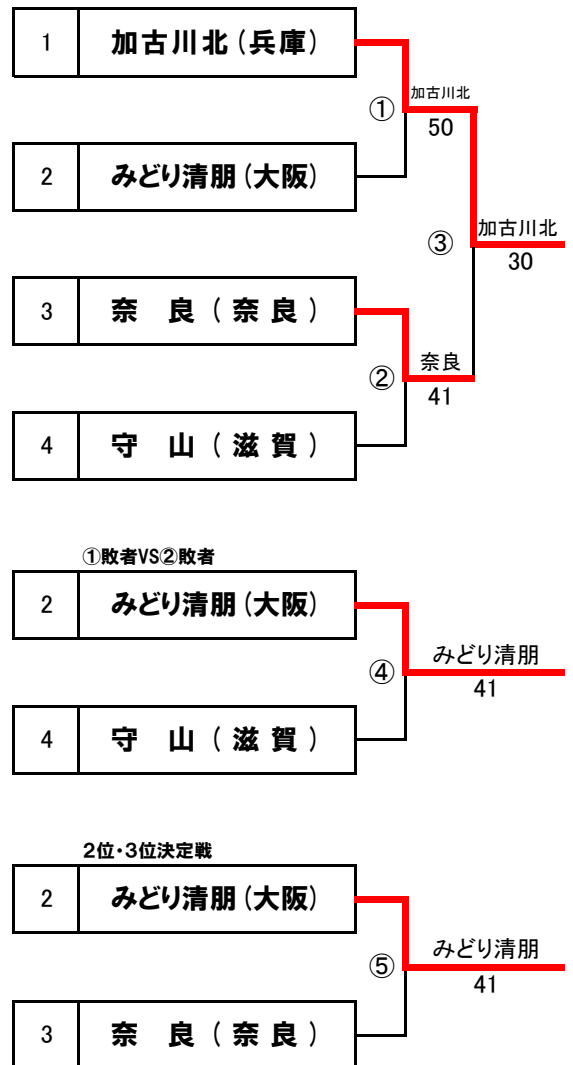 1 加古川北(兵庫)
加古川北
①
50
2 みどり清朋(大阪)
加古川北
③
30
3 奈 良 ( 奈 良 )
奈良
②
41
4 守 山 ( 滋 賀 )
①敗者VS②敗者
2 みどり清朋(大阪)
みどり清朋
④
41
4 守 山 ( 滋 賀 )
2位・3位決定戦
2 みどり清朋(大阪)
みどり清朋
⑤
41
3 奈 良 ( 奈 良 )